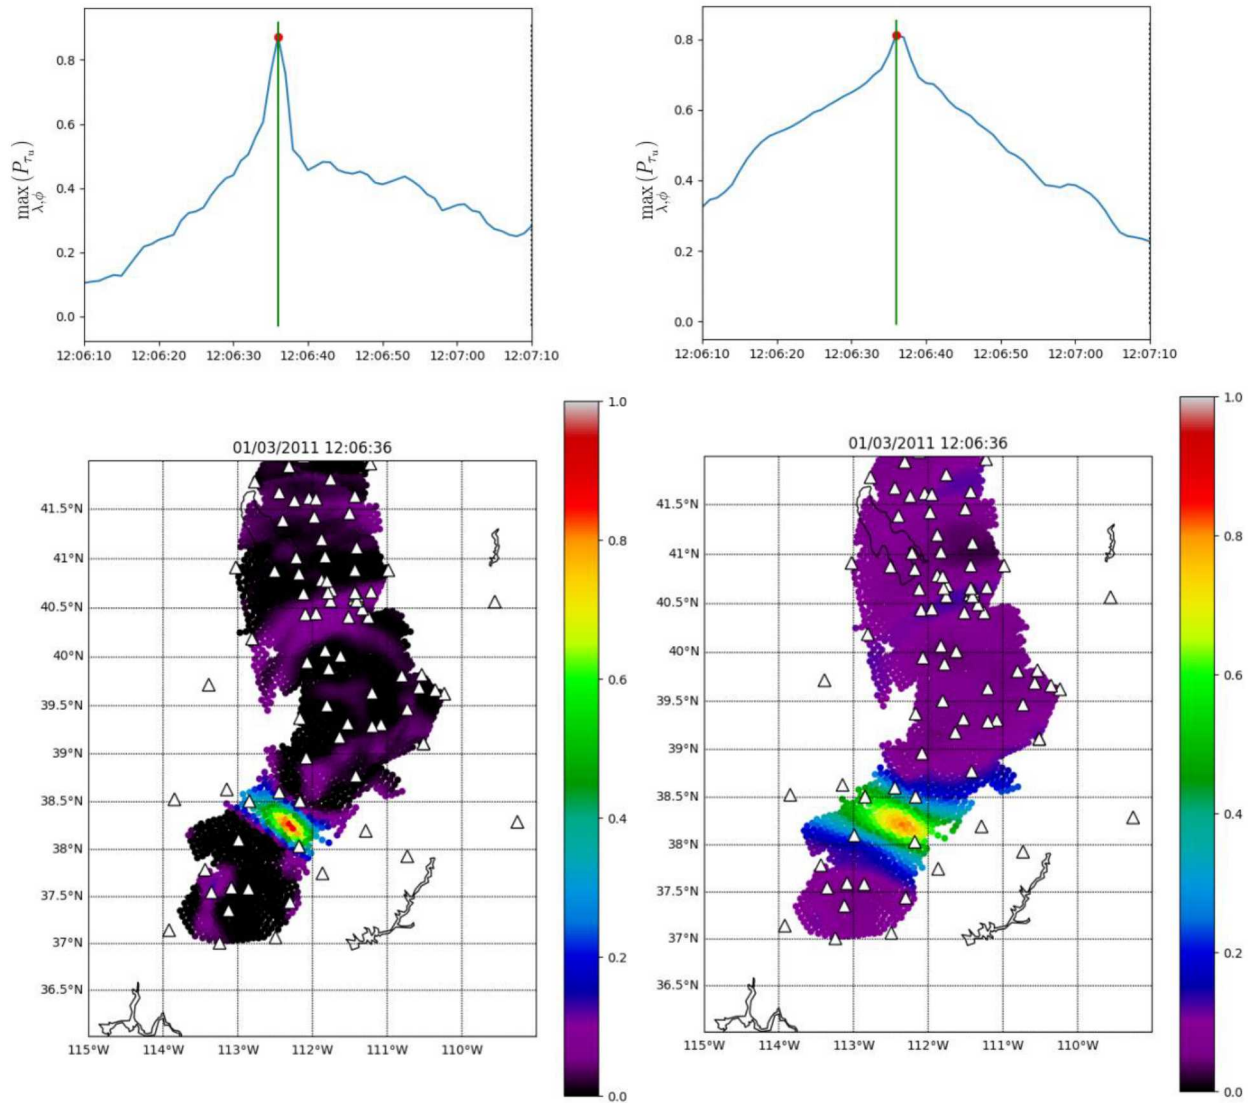 0.8
0.6
0.4
0.2
0.0
max (Pτu)
λ,ϕ
12:06:10 12:06:20 12:06:30 12:06:40 12:06:50 12:07:00 12:07:10
0.8
0.6
0.4
0.2
0.0
max (Pτu)
λ,ϕ
12:06:10 12:06:20 12:06:30 12:06:40 12:06:50 12:07:00 12:07:10
01/03/2011 12:06:36
41.5°N
41°N
40.5°N
40°N
39.5°N
39°N
38.5°N
38°N
37.5°N
37°N
36.5°N
115°W 114°W 113°W 112°W 111°W 110°W
1.0
0.8
0.6
0.4
0.2
0.0
01/03/2011 12:06:36
41.5°N
41°N
40.5°N
40°N
39.5°N
39°N
38.5°N
38°N
37.5°N
37°N
36.5°N
115°W 114°W 113°W 112°W 111°W 110°W
1.0
0.8
0.6
0.4
0.2
0.0